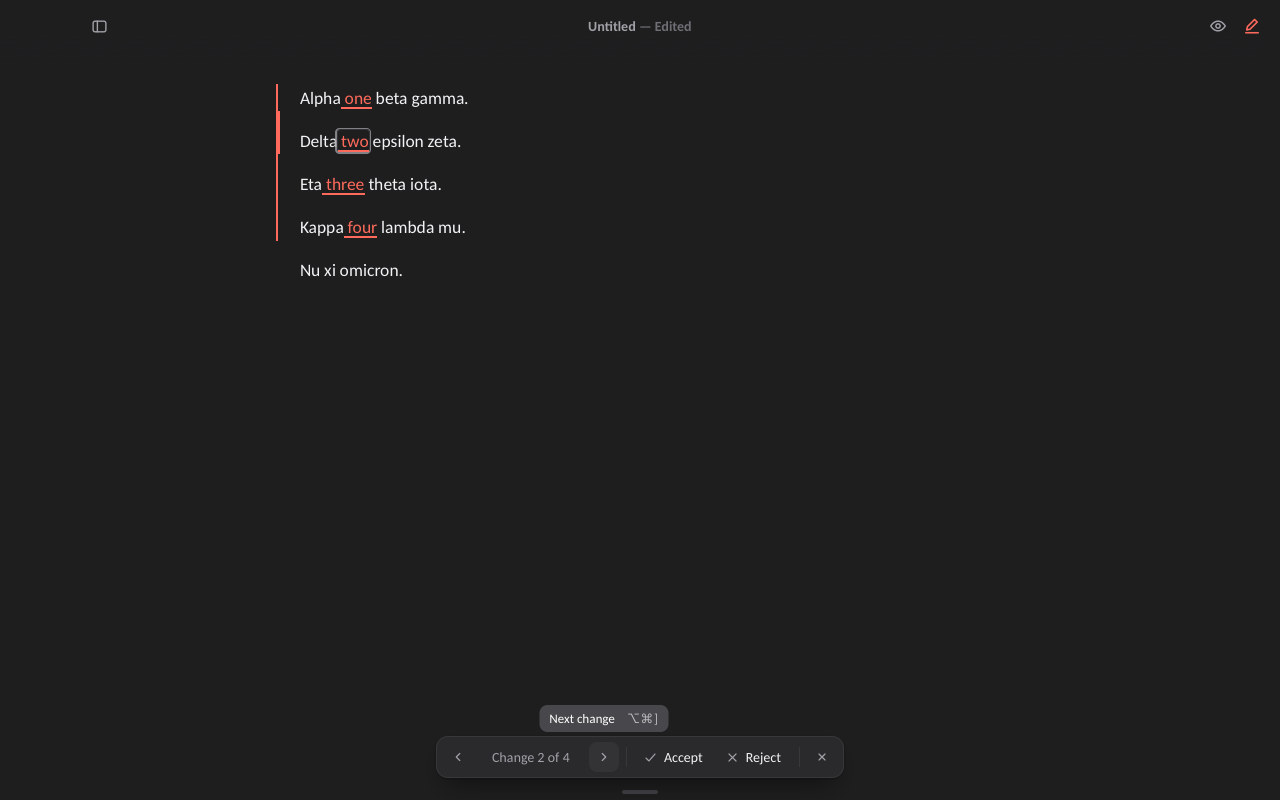 Untitled — Edited
Alpha one beta gamma.
Delta two epsilon zeta.
Eta three theta iota.
Kappa four lambda mu.
Nu xi omicron.
Next change ⌥⌘]
Change 2 of 4 Accept Reject